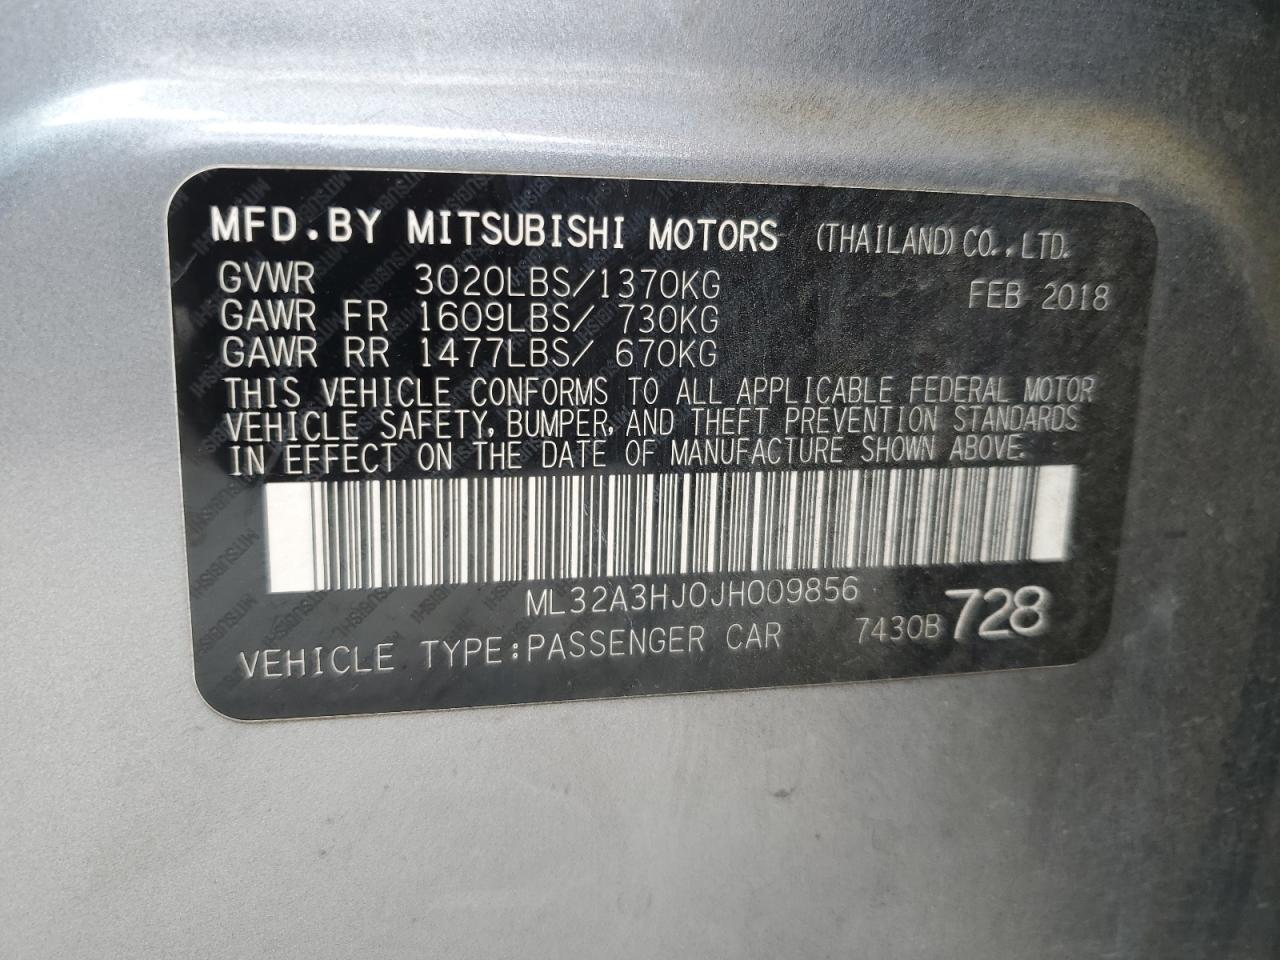 MFD.BY MITSUBISHI MOTORS (THAILAND) CO.,LTD.
GVWR 3020LBS/1370KG FEB 2018
GAWR FR 1609LBS/ 730KG
GAWR RR 1477LBS/ 670KG
THIS VEHICLE CONFORMS TO ALL APPLICABLE FEDERAL MOTOR
VEHICLE SAFETY, BUMPER, AND THEFT PREVENTION STANDARDS
IN EFFECT ON THE DATE OF MANUFACTURE SHOWN ABOVE.
ML32A3HJ0JH009856
VEHICLE TYPE:PASSENGER CAR 7430B 728